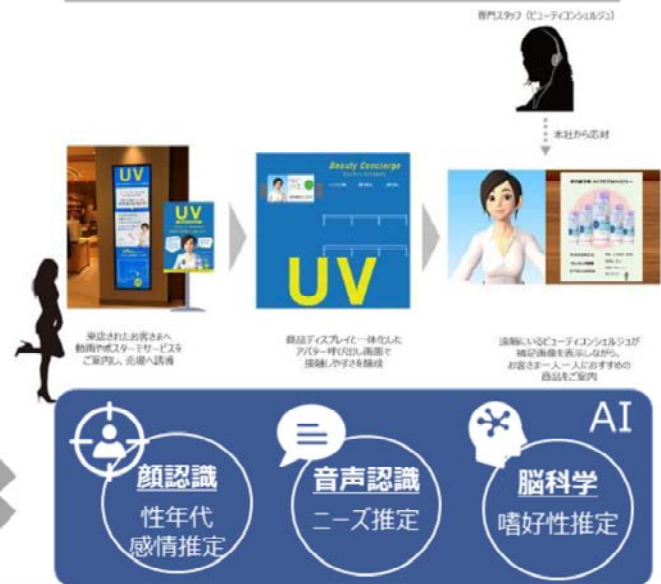 専門スタッフ（ビューティコンシェルジュ）
本社から応対
UV
UV
Beauty Concierge
UV
来店されたお客さまへ
動画やポスターでサービスを
ご案内し、売場へ誘導
商品ディスプレイと一体化した
アバター呼び出し画面で
接触しやすさを醸成
遠隔にいるビューティコンシェルジュが
補足画像を表示しながら、
お客さま一人一人におすすめの
商品をご案内
AI
顔認識
性年代
感情推定
音声認識
ニーズ推定
脳科学
嗜好性推定